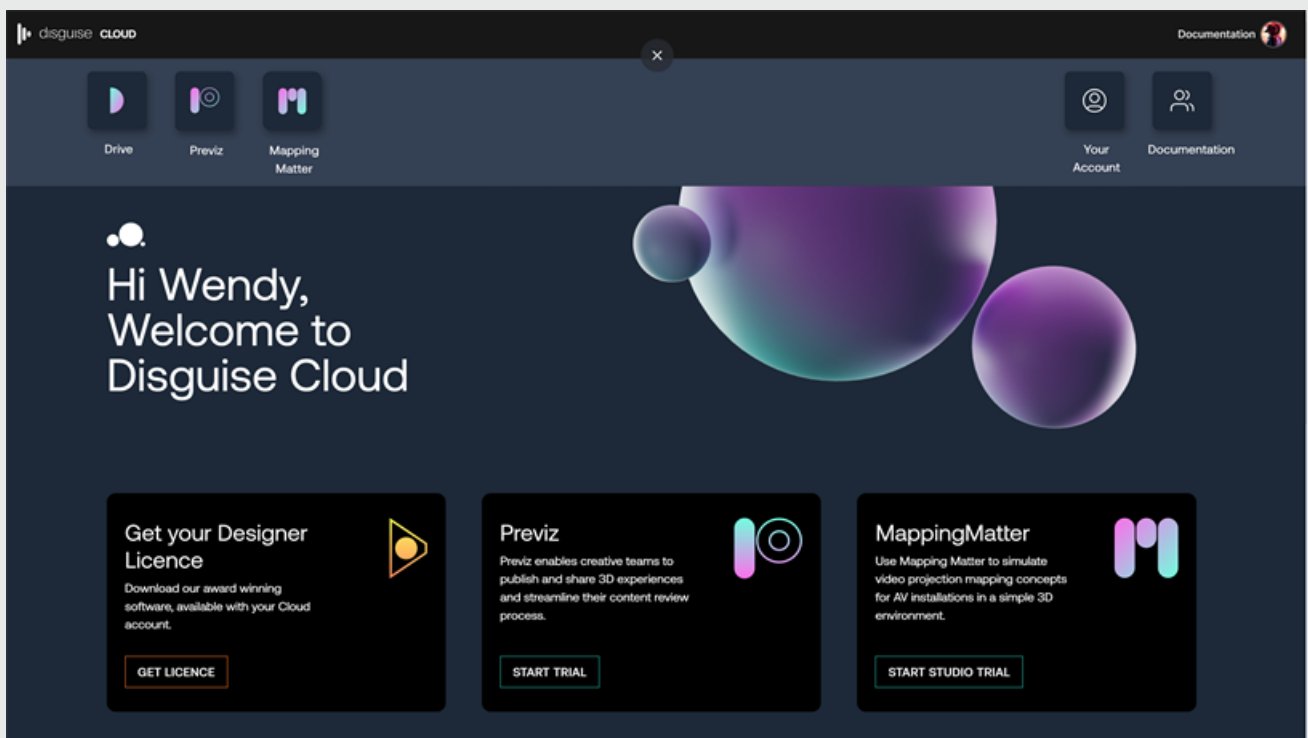 disguise CLOUD
Documentation
Drive
Previz
Mapping
Matter
Your
Account
Documentation
Hi Wendy,
Welcome to
Disguise Cloud
Get your Designer
Licence
Download our award winning
software, available with your Cloud
account.
GET LICENCE
Previz
Previz enables creative teams to
publish and share 3D experiences
and streamline their content review
process.
START TRIAL
MappingMatter
Use Mapping Matter to simulate
video projection mapping concepts
for AV installations in a simple 3D
environment.
START STUDIO TRIAL